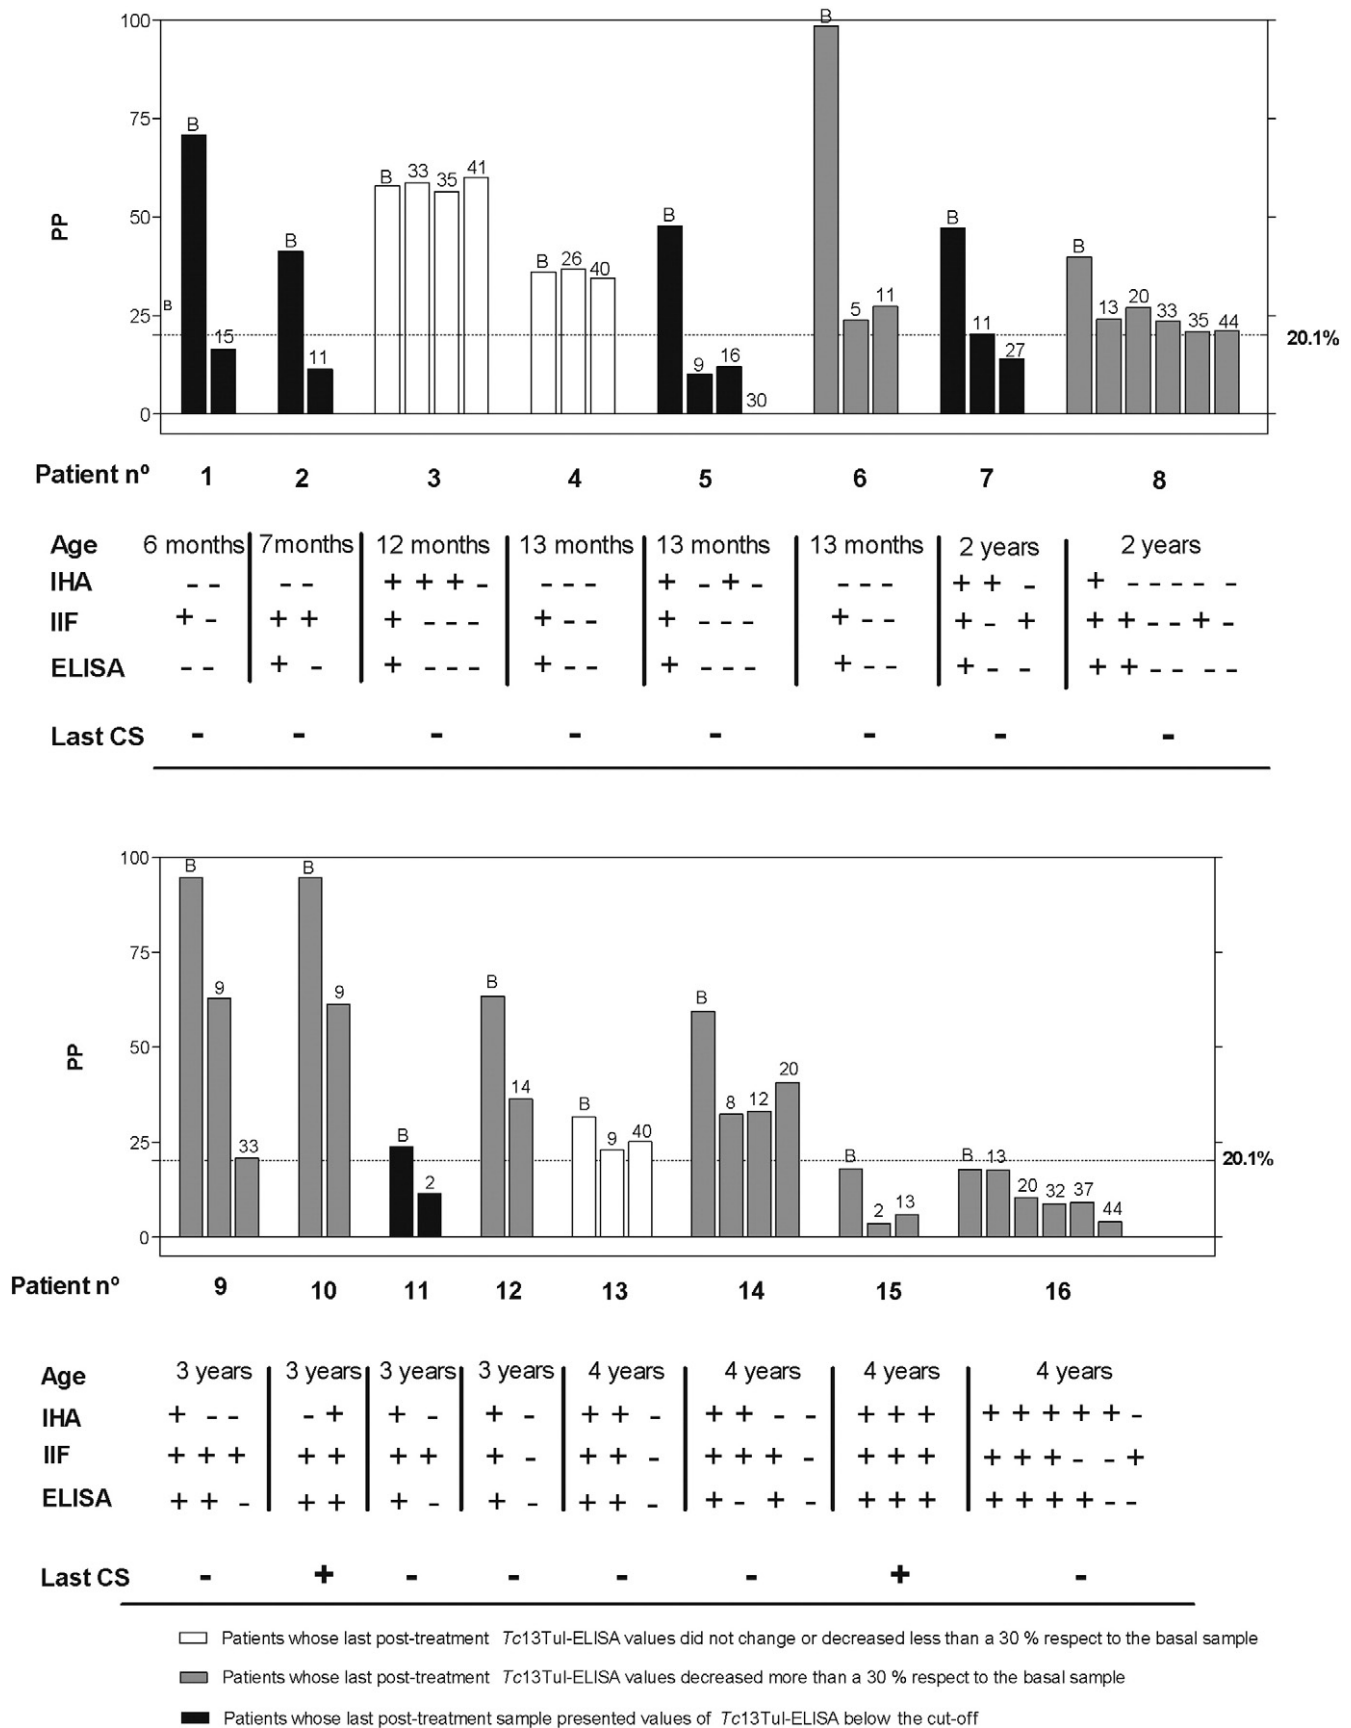 100
75
50
25
0
PP
B
B
15
B
11
B 33 35 41
B 26 40
B
9 16 30
B
5 11
B
11
27
B
13 20 33 35 44
20.1%
Patient nº 1 2 3 4 5 6 7 8
Age 6 months 7months 12 months 13 months 13 months 13 months 2 years 2 years
IHA - - - - + + + - - - - + - + - - - - + + - + - - - - -
IIF + - + + + - - - + - - + - - - + - - + - + + + - - + -
ELISA - - + - + - - - + - - + - - - + - - + - - + + - - - -
Last CS - - - - - - - -
100
75
50
25
0
PP
B
9
33
B
9
B
2
B
14
B
9 40
B
8 12 20
B
2 13
B 13
20 32 37 44
20.1%
Patient nº 9 10 11 12 13 14 15 16
Age 3 years 3 years 3 years 3 years 4 years 4 years 4 years 4 years
IHA + - - - + + - + - + + - + + - - + + + + + + + + -
IIF + + + + + + + + - + + - + + + - + + + + + + - - +
ELISA + + - + + + - + - + + - + - + - + + + + + + + - -
Last CS - + - - - - + -
Patients whose last post-treatment Tc13Tul-ELISA values did not change or decreased less than a 30 % respect to the basal sample
Patients whose last post-treatment Tc13Tul-ELISA values decreased more than a 30 % respect to the basal sample
Patients whose last post-treatment sample presented values of Tc13Tul-ELISA below the cut-off